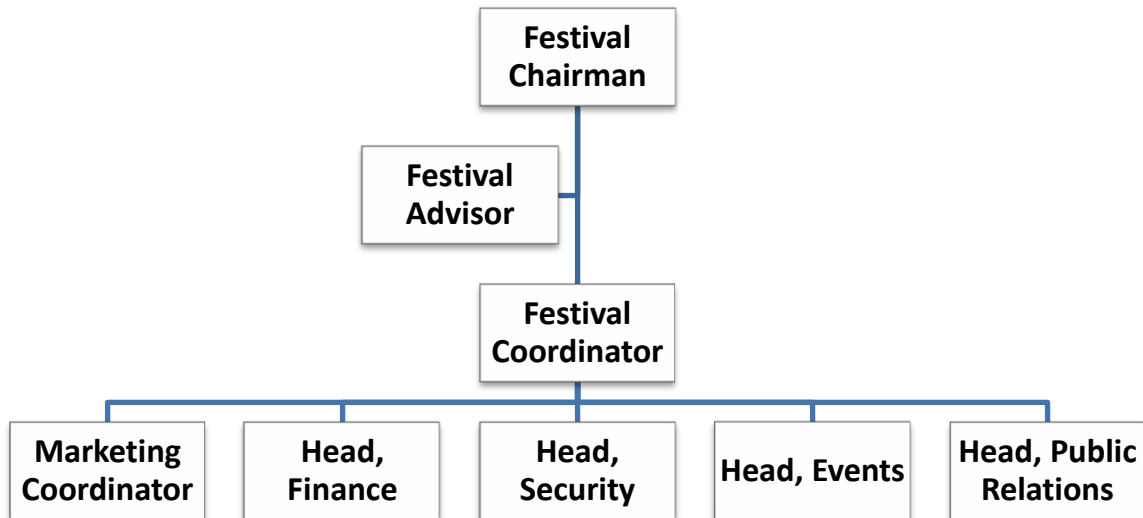 Festival
Chairman
Festival
Advisor
Festival
Coordinator
Marketing
Coordinator
Head,
Finance
Head,
Security
Head, Events
Head, Public
Relations